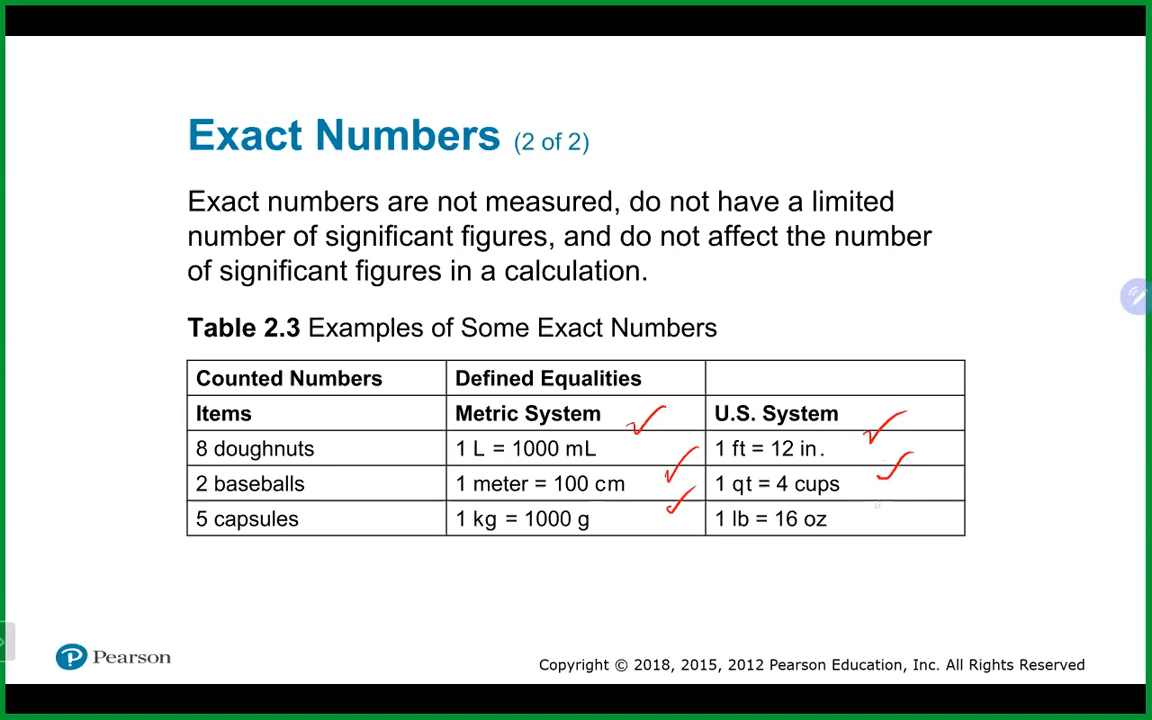 Exact Numbers (2 of 2)
Exact numbers are not measured, do not have a limited
number of significant figures, and do not affect the number
of significant figures in a calculation.
Table 2.3 Examples of Some Exact Numbers
Counted Numbers Defined Equalities
Items Metric System U.S. System
8 doughnuts 1 L = 1000 mL 1 ft = 12 in.
2 baseballs 1 meter = 100 cm 1 qt = 4 cups
5 capsules 1 kg = 1000 g 1 lb = 16 oz
P Pearson
Copyright © 2018, 2015, 2012 Pearson Education, Inc. All Rights Reserved